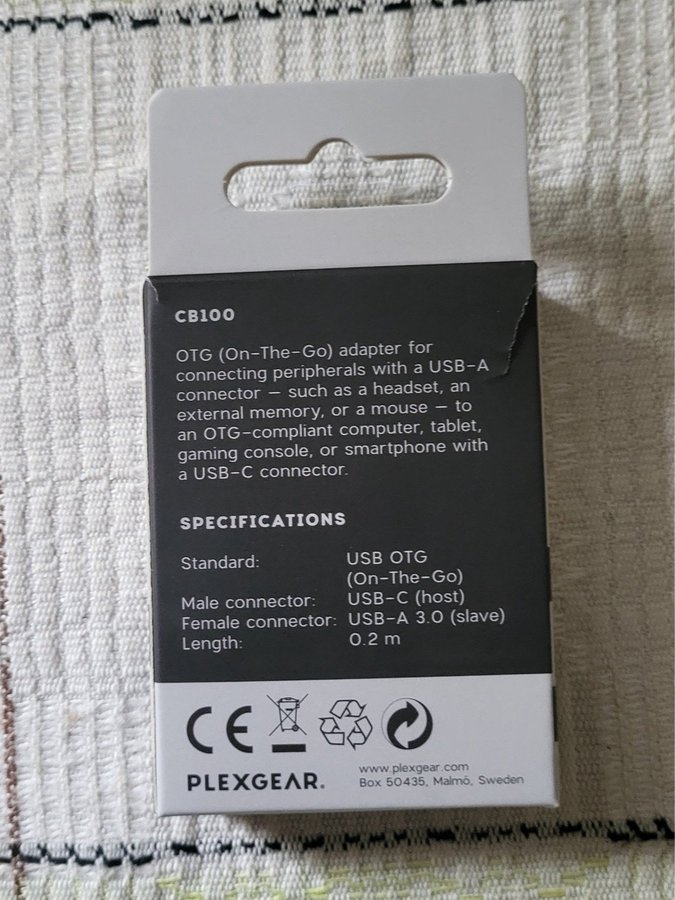 CB100
OTG (On-The-Go) adapter for
connecting peripherals with a USB-A
connector — such as a headset, an
external memory, or a mouse — to
an OTG-compliant computer, tablet,
gaming console, or smartphone with
a USB-C connector.
SPECIFICATIONS
Standard: USB OTG
(On-The-Go)
Male connector: USB-C (host)
Female connector: USB-A 3.0 (slave)
Length: 0.2 m
CE
PLEXGEAR.
www.plexgear.com
Box 50435, Malmö, Sweden